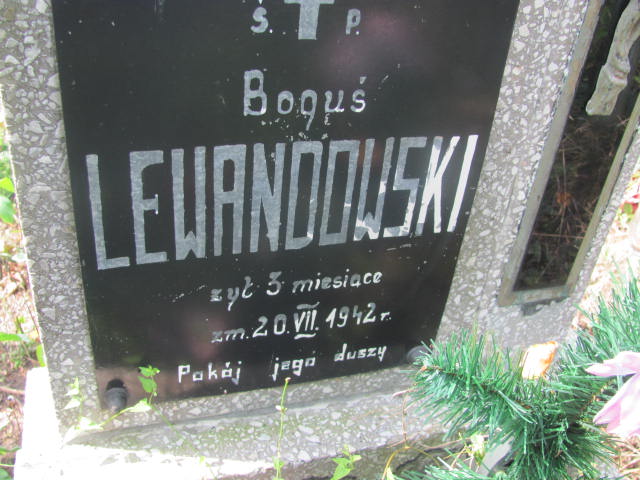 Ś. P.
Boguś
LEWANDOWSKI
żył 3 miesiące
zm. 20. VII. 1942 r.
Pokój jego duszy